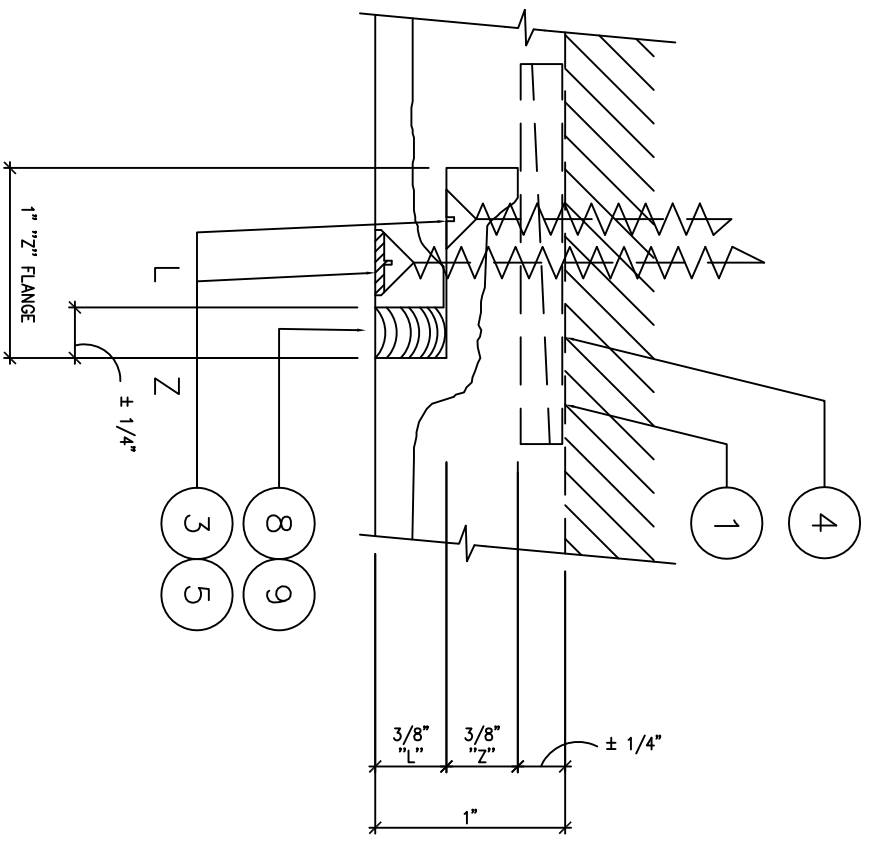 1" "Z" FLANGE
L
Z
± 1/4"
3
5
8
9
1
4
3/8"
"L"
3/8"
"Z"
± 1/4"
1"